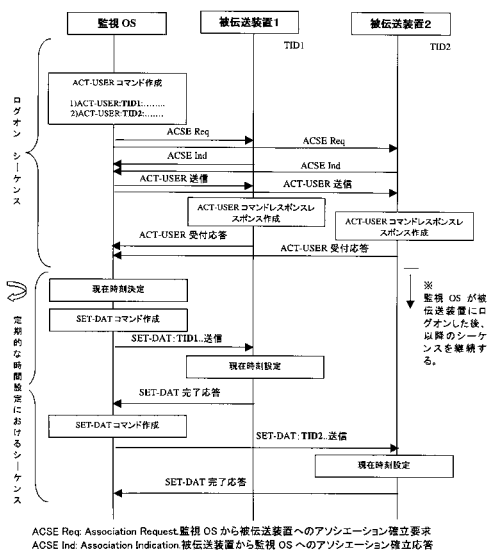 監視 OS
被伝送装置1
被伝送装置2
TID1
TID2
ログオン シーケンス
ACT-USER コマンド作成
1)ACT-USER:TID1:........
2)ACT-USER:TID2:.......
ACSE Req
ACSE Req
ACSE Ind
ACSE Ind
ACT-USER 送信
ACT-USER 送信
ACT-USER コマンドレスポンスレ
スポンス作成
ACT-USER コマンドレスポンスレ
スポンス作成
ACT-USER 受付応答
ACT-USER 受付応答
定期的な時間設定におけるシーケンス
現在時刻決定
SET-DAT コマンド作成
SET-DAT: TID1..送信
現在時刻設定
SET-DAT 完了応答
SET-DAT コマンド作成
SET-DAT: TID2..送信
現在時刻設定
SET-DAT 完了応答
※
監視 OS が被
伝送装置にロ
グオンした後、
以降のシーケ
ンスを継続す
る。
ACSE Req: Association Request.監視 OS から被伝送装置へのアソシエーション確立要求
ACSE Ind: Association Indication.被伝送装置から監視 OS へのアソシエーション確立応答